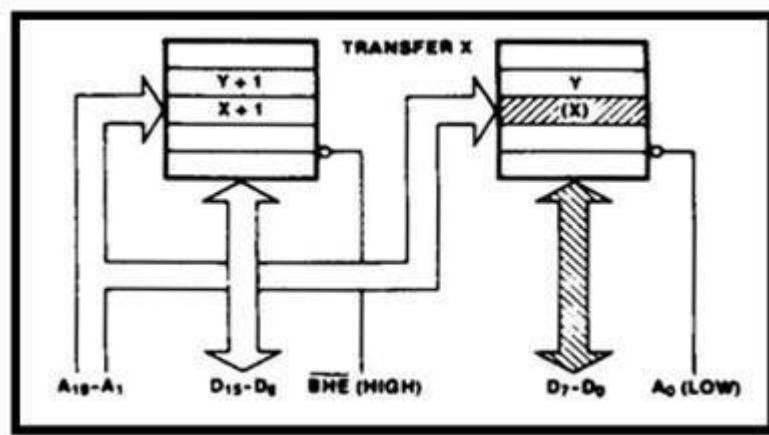 TRANSFER X
Y + 1
Y
X + 1
(X)
A19-A1
D15-D8
BHE (HIGH)
D7-D0
A0 (LOW)